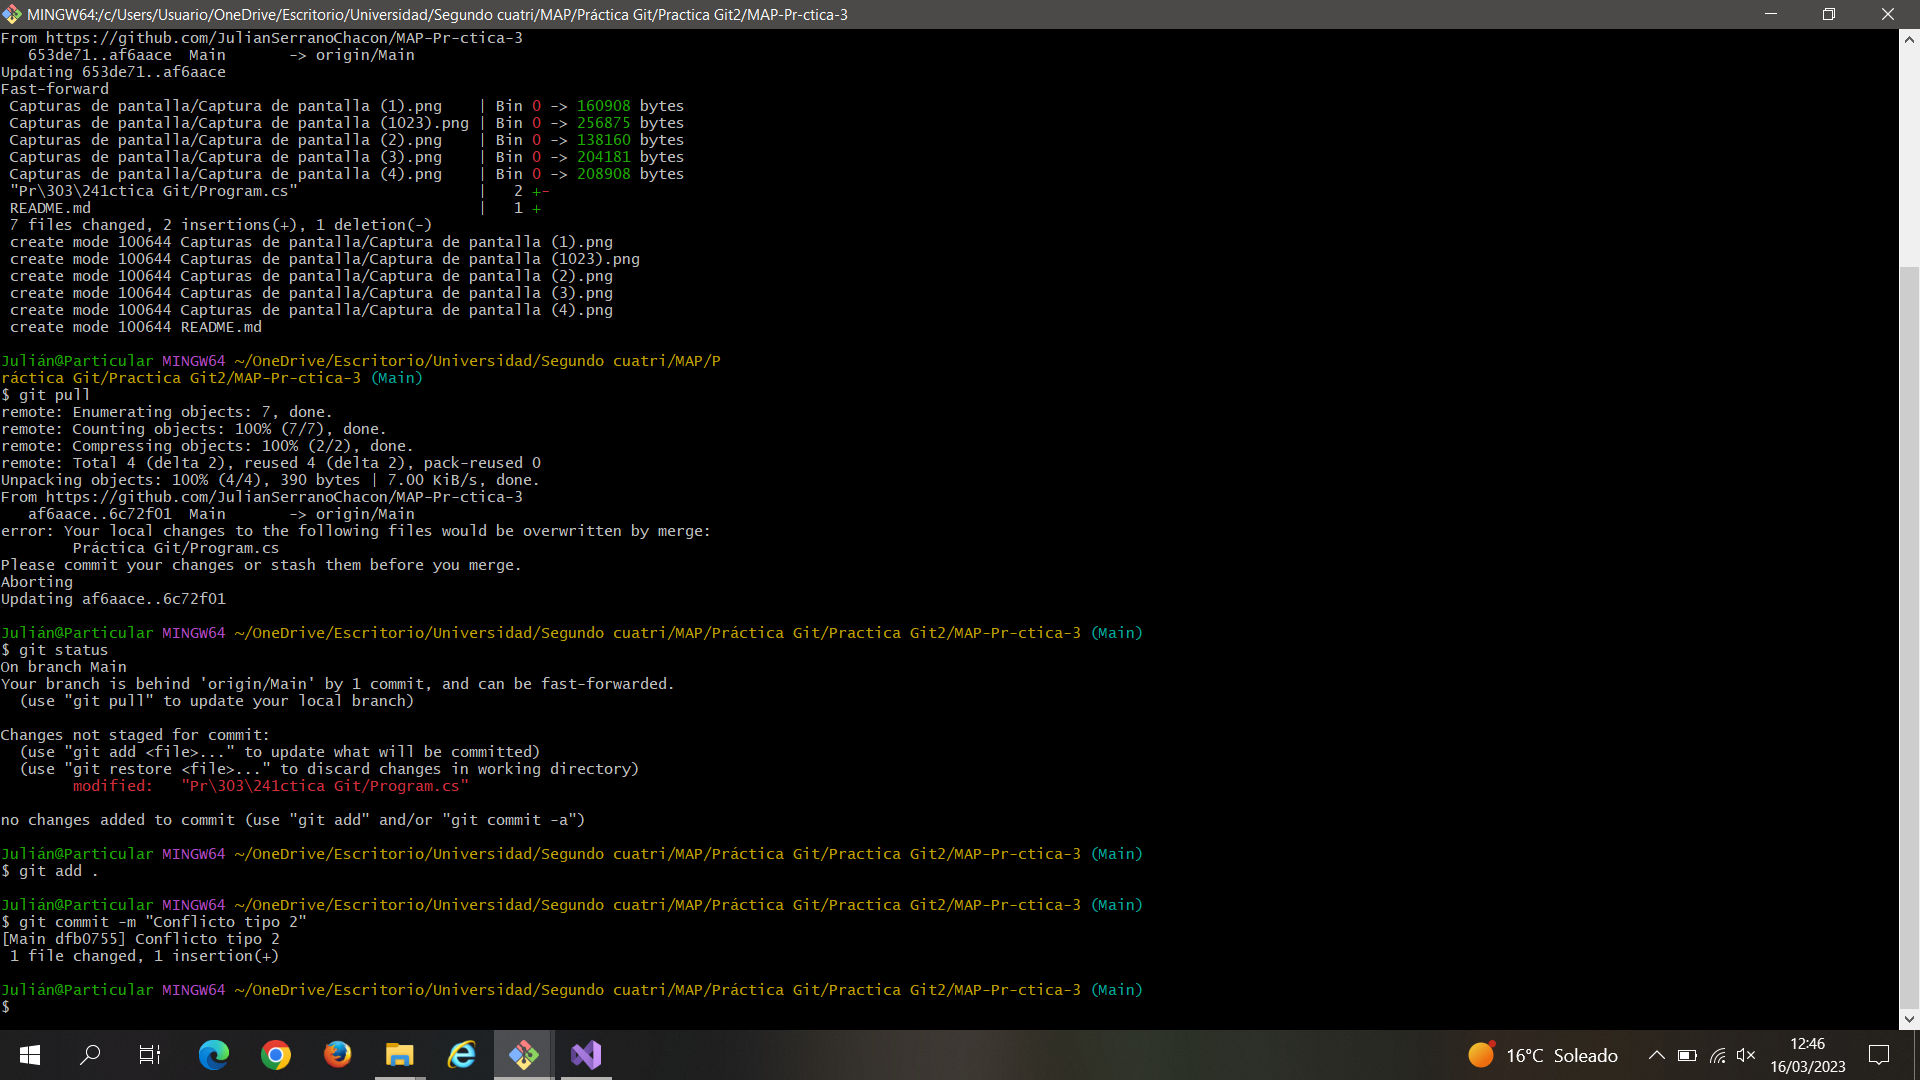 MINGW64:/c/Users/Usuario/OneDrive/Escritorio/Universidad/Segundo cuatri/MAP/Práctica Git/Practica Git2/MAP-Pr-ctica-3
From https://github.com/JulianSerranoChacon/MAP-Pr-ctica-3
   653de71..af6aace  Main       -> origin/Main
Updating 653de71..af6aace
Fast-forward
 Capturas de pantalla/Captura de pantalla (1).png    | Bin 0 -> 160908 bytes
 Capturas de pantalla/Captura de pantalla (1023).png | Bin 0 -> 256875 bytes
 Capturas de pantalla/Captura de pantalla (2).png    | Bin 0 -> 138160 bytes
 Capturas de pantalla/Captura de pantalla (3).png    | Bin 0 -> 204181 bytes
 Capturas de pantalla/Captura de pantalla (4).png    | Bin 0 -> 208908 bytes
 "Pr\303\241ctica Git/Program.cs"                    |   2 +-
 README.md                                           |   1 +
 7 files changed, 2 insertions(+), 1 deletion(-)
 create mode 100644 Capturas de pantalla/Captura de pantalla (1).png
 create mode 100644 Capturas de pantalla/Captura de pantalla (1023).png
 create mode 100644 Capturas de pantalla/Captura de pantalla (2).png
 create mode 100644 Capturas de pantalla/Captura de pantalla (3).png
 create mode 100644 Capturas de pantalla/Captura de pantalla (4).png
 create mode 100644 README.md
Julián@Particular MINGW64 ~/OneDrive/Escritorio/Universidad/Segundo cuatri/MAP/P
ráctica Git/Practica Git2/MAP-Pr-ctica-3 (Main)
$ git pull
remote: Enumerating objects: 7, done.
remote: Counting objects: 100% (7/7), done.
remote: Compressing objects: 100% (2/2), done.
remote: Total 4 (delta 2), reused 4 (delta 2), pack-reused 0
Unpacking objects: 100% (4/4), 390 bytes | 7.00 KiB/s, done.
From https://github.com/JulianSerranoChacon/MAP-Pr-ctica-3
   af6aace..6c72f01  Main       -> origin/Main
error: Your local changes to the following files would be overwritten by merge:
        Práctica Git/Program.cs
Please commit your changes or stash them before you merge.
Aborting
Updating af6aace..6c72f01
Julián@Particular MINGW64 ~/OneDrive/Escritorio/Universidad/Segundo cuatri/MAP/Práctica Git/Practica Git2/MAP-Pr-ctica-3 (Main)
$ git status
On branch Main
Your branch is behind 'origin/Main' by 1 commit, and can be fast-forwarded.
  (use "git pull" to update your local branch)
Changes not staged for commit:
  (use "git add <file>..." to update what will be committed)
  (use "git restore <file>..." to discard changes in working directory)
        modified:   "Pr\303\241ctica Git/Program.cs"
no changes added to commit (use "git add" and/or "git commit -a")
Julián@Particular MINGW64 ~/OneDrive/Escritorio/Universidad/Segundo cuatri/MAP/Práctica Git/Practica Git2/MAP-Pr-ctica-3 (Main)
$ git add .
Julián@Particular MINGW64 ~/OneDrive/Escritorio/Universidad/Segundo cuatri/MAP/Práctica Git/Practica Git2/MAP-Pr-ctica-3 (Main)
$ git commit -m "Conflicto tipo 2"
[Main dfb0755] Conflicto tipo 2
 1 file changed, 1 insertion(+)
Julián@Particular MINGW64 ~/OneDrive/Escritorio/Universidad/Segundo cuatri/MAP/Práctica Git/Practica Git2/MAP-Pr-ctica-3 (Main)
$
16°C Soleado
12:46
16/03/2023